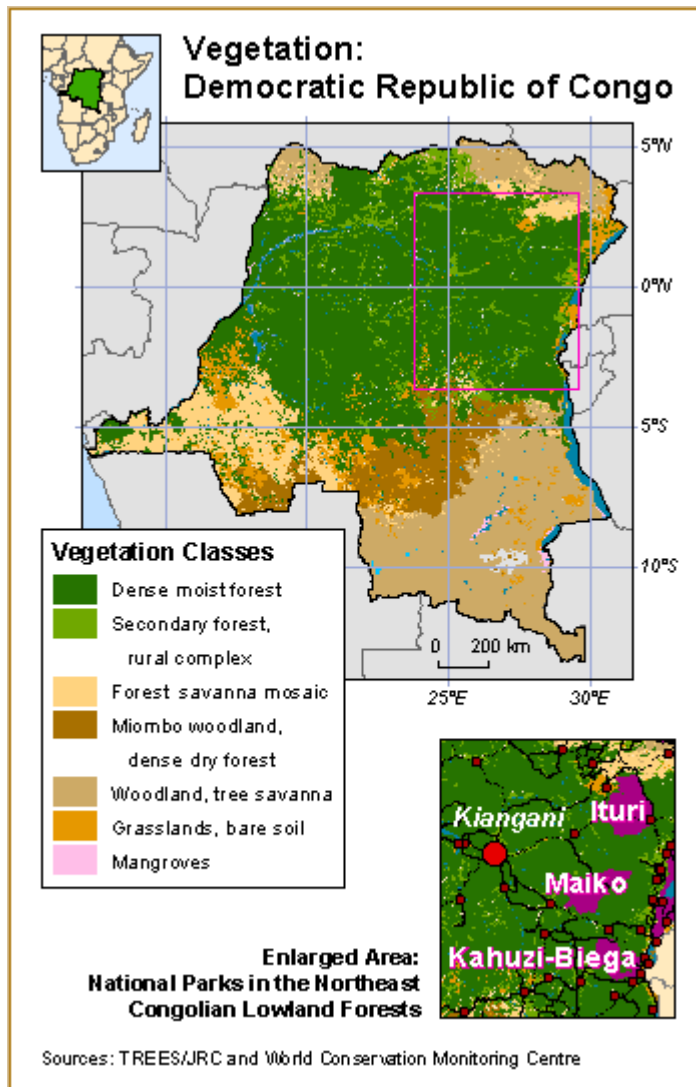 Vegetation:
Democratic Republic of Congo
5°N
0°N
5°S
10°S
0 200 km
25°E
30°E
Vegetation Classes
Dense moist forest
Secondary forest,
rural complex
Forest savanna mosaic
Miombo woodland,
dense dry forest
Woodland, tree savanna
Grasslands, bare soil
Mangroves
Ituri
Kiangani
Maiko
Kahuzi-Biega
Enlarged Area:
National Parks in the Northeast
Congolian Lowland Forests
Sources: TREES/JRC and World Conservation Monitoring Centre